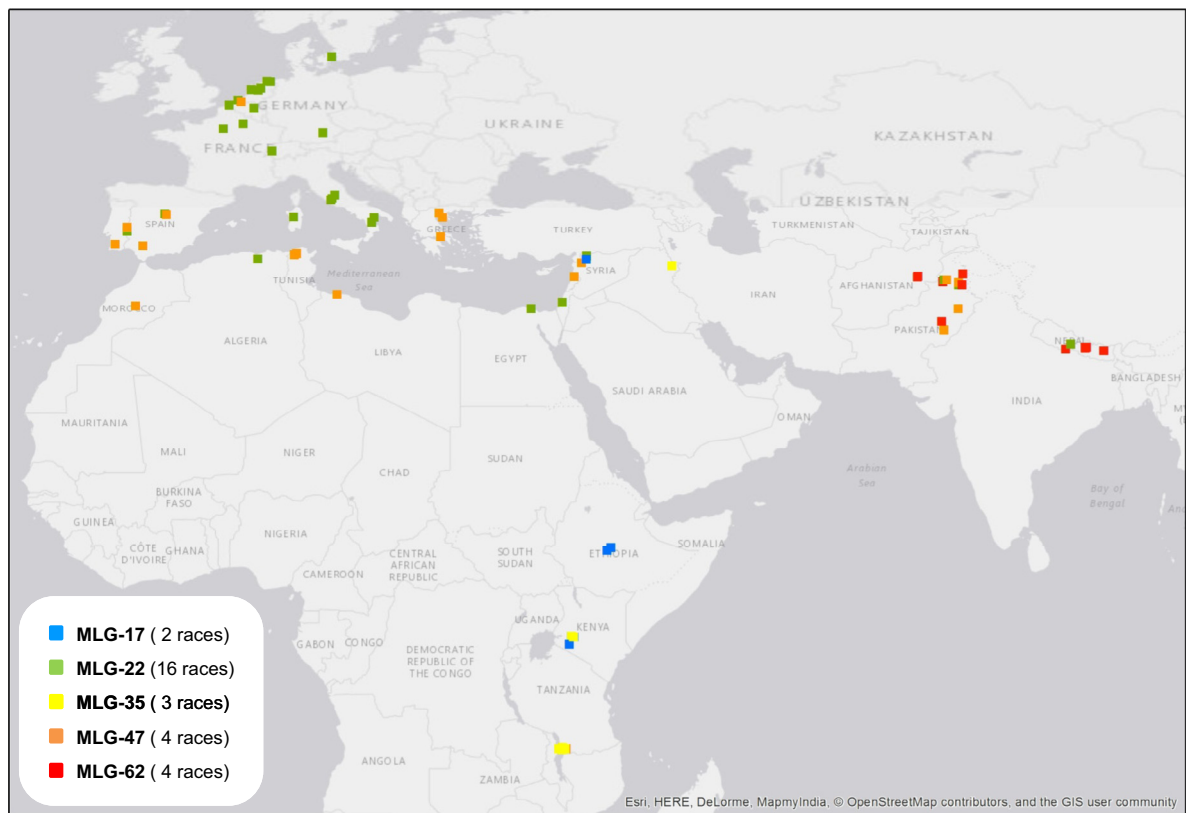 GERMANY
UKRAINE
KAZAKHSTAN
FRANCE
UZBEKISTAN
SPAIN
GREECE
TURKEY
TURKMENISTAN
TAJIKISTAN
TUNISIA
Mediterranean
Sea
SYRIA
AFGHANISTAN
IRAN
MOROCCO
PAKISTAN
NEPAL
ALGERIA
LIBYA
EGYPT
BANGLADESH
SAUDI ARABIA
INDIA
OMAN
MAURITANIA
MALI
NIGER
SUDAN
CHAD
Arabian
Sea
Bay of
Bengal
BURKINA
FASO
GUINEA
NIGERIA
CÔTE
D'IVOIRE
GHANA
CENTRAL
AFRICAN
REPUBLIC
SOUTH
SUDAN
ETHIOPIA
SOMALIA
CAMEROON
UGANDA
KENYA
GABON
CONGO
DEMOCRATIC
REPUBLIC OF
THE CONGO
TANZANIA
ANGOLA
ZAMBIA
MLG-17 ( 2 races)
MLG-22 (16 races)
MLG-35 ( 3 races)
MLG-47 ( 4 races)
MLG-62 ( 4 races)
Esri, HERE, DeLorme, MapmyIndia, © OpenStreetMap contributors, and the GIS user community